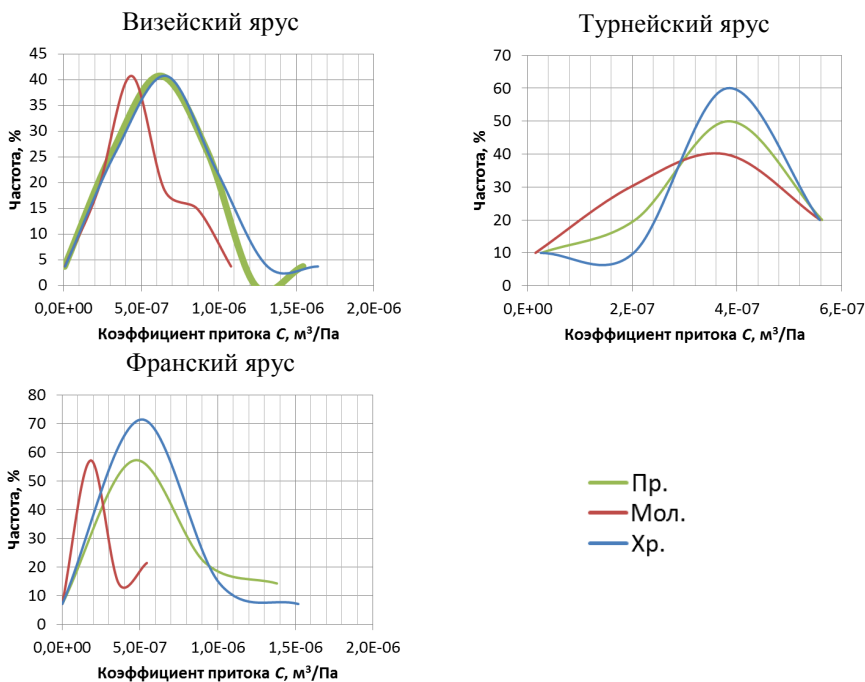 Визейский ярус
45
40
35
30
25
20
15
10
5
0
Частота, %
0,0E+00 5,0E-07 1,0E-06 1,5E-06 2,0E-06
Коэффициент притока С, м³/Па
Турнейский ярус
70
60
50
40
30
20
10
0
Частота, %
0,E+00 2,E-07 4,E-07 6,E-07
Коэффициент притока С, м³/Па
Франский ярус
80
70
60
50
40
30
20
10
0
Частота, %
0,0E+00 5,0E-07 1,0E-06 1,5E-06 2,0E-06
Коэффициент притока С, м³/Па
Пр.
Мол.
Хр.